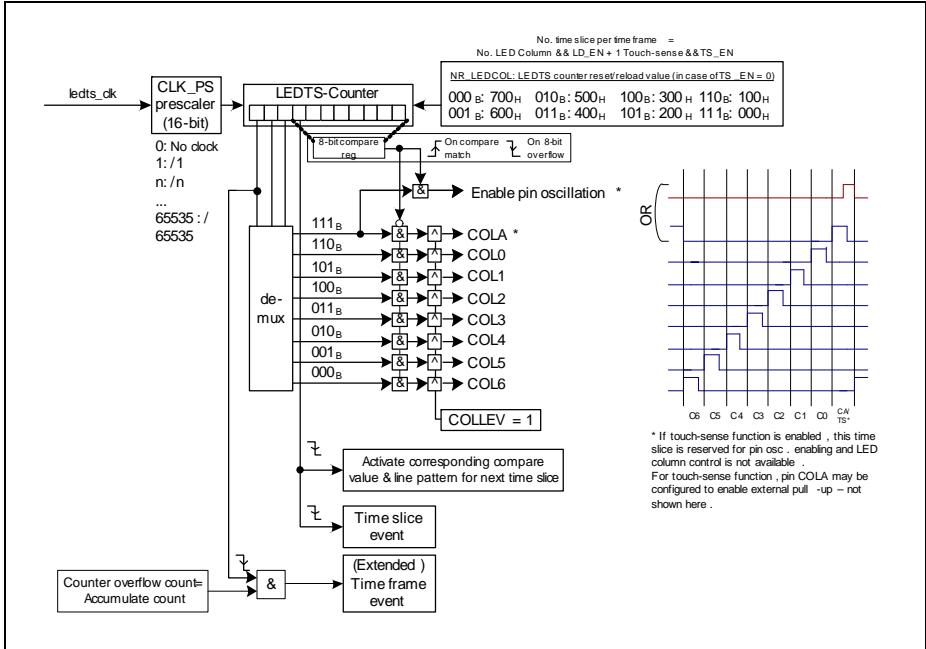 No. time slice per time frame =
No. LED Column && LD_EN + 1 Touch-sense &&TS_EN
NR_LEDCOL: LEDTS counter reset/reload value (in case of TS_EN = 0)
000B: 700H 010B: 500H 100B: 300H 110B: 100H
001B: 600H 011B: 400H 101B: 200H 111B: 000H
ledts_clk
CLK_PS
prescaler
(16-bit)
0: No clock
1: /1
n: /n
...
65535 : /
65535
LEDTS-Counter
8-bit compare
reg.
On compare
match
On 8-bit
overflow
&
Enable pin oscillation *
de-
mux
111B & ^ COLA *
110B & ^ COL0
101B & ^ COL1
100B & ^ COL2
011B & ^ COL3
010B & ^ COL4
001B & ^ COL5
000B & ^ COL6
COLLEV = 1
Activate corresponding compare
value & line pattern for next time slice
Time slice
event
(Extended )
Time frame
event
Counter overflow count=
Accumulate count
&
OR
C6 C5 C4 C3 C2 C1 C0 CA/
TS*
* If touch-sense function is enabled , this time
slice is reserved for pin osc . enabling and LED
column control is not available .
For touch-sense function , pin COLA may be
configured to enable external pull -up – not
shown here .